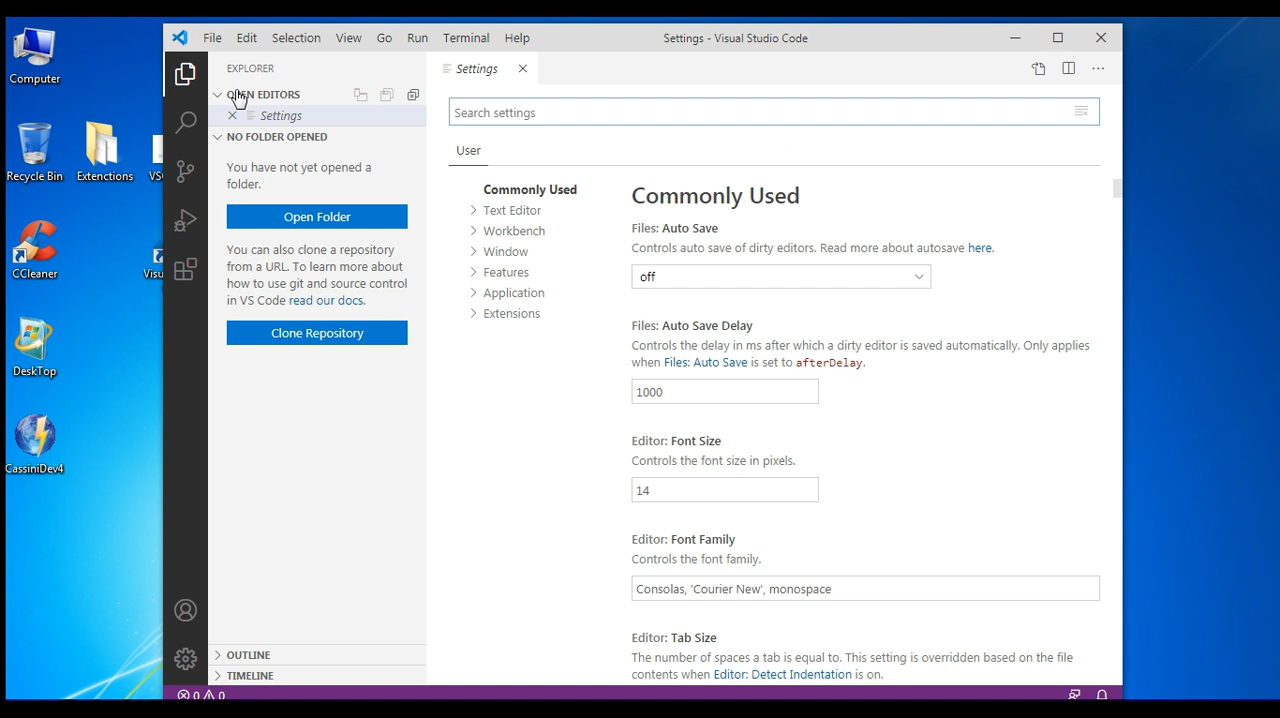 File Edit Selection View Go Run Terminal Help
Settings - Visual Studio Code
Computer
Recycle Bin
Extenctions
CCleaner
DeskTop
CassiniDev4
EXPLORER
OPEN EDITORS
Settings
NO FOLDER OPENED
You have not yet opened a
folder.
Open Folder
You can also clone a repository
from a URL. To learn more about
how to use git and source control
in VS Code read our docs.
Clone Repository
OUTLINE
TIMELINE
0 0
Settings
Search settings
User
Commonly Used
Text Editor
Workbench
Window
Features
Application
Extensions
Commonly Used
Files: Auto Save
Controls auto save of dirty editors. Read more about autosave here.
off
Files: Auto Save Delay
Controls the delay in ms after which a dirty editor is saved automatically. Only applies
when Files: Auto Save is set to afterDelay.
1000
Editor: Font Size
Controls the font size in pixels.
14
Editor: Font Family
Controls the font family.
Consolas, 'Courier New', monospace
Editor: Tab Size
The number of spaces a tab is equal to. This setting is overridden based on the file
contents when Editor: Detect Indentation is on.